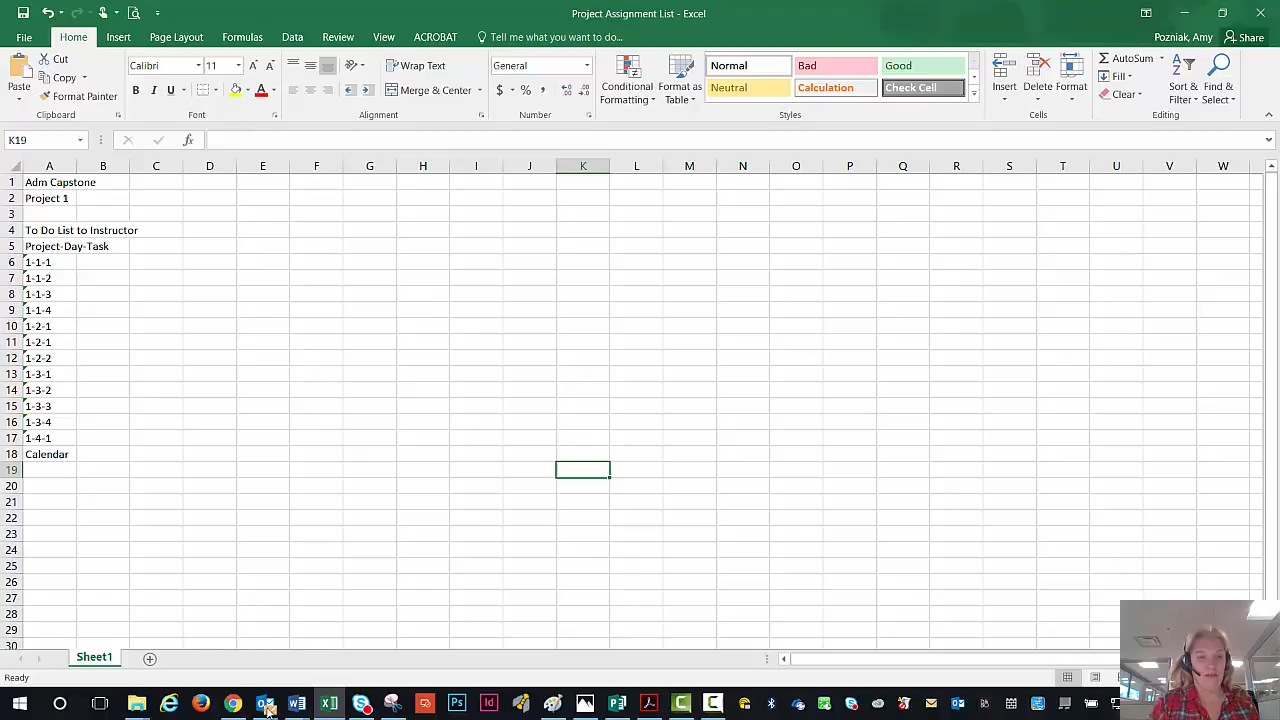 Project Assignment List - Excel
File Home Insert Page Layout Formulas Data Review View ACROBAT Tell me what you want to do... Pozniak, Amy Share
Paste Cut Copy Format Painter Clipboard
Calibri 11 A A B I U A Font
Wrap Text Merge & Center Alignment
General $ % , Number
Conditional Formatting Format as Table
Normal Bad Good
Neutral Calculation Check Cell
Styles
Insert Delete Format Cells
AutoSum Fill Clear Sort & Filter Find & Select Editing
K19 fx
A B C D E F G H I J K L M N O P Q R S T U V W
1 Adm Capstone
2 Project 1
3
4 To Do List to Instructor
5 Project-Day-Task
6 1-1-1
7 1-1-2
8 1-1-3
9 1-1-4
10 1-2-1
11 1-2-1
12 1-2-2
13 1-3-1
14 1-3-2
15 1-3-3
16 1-3-4
17 1-4-1
18 Calendar
19
20
21
22
23
24
25
26
27
28
29
30
Sheet1
Ready